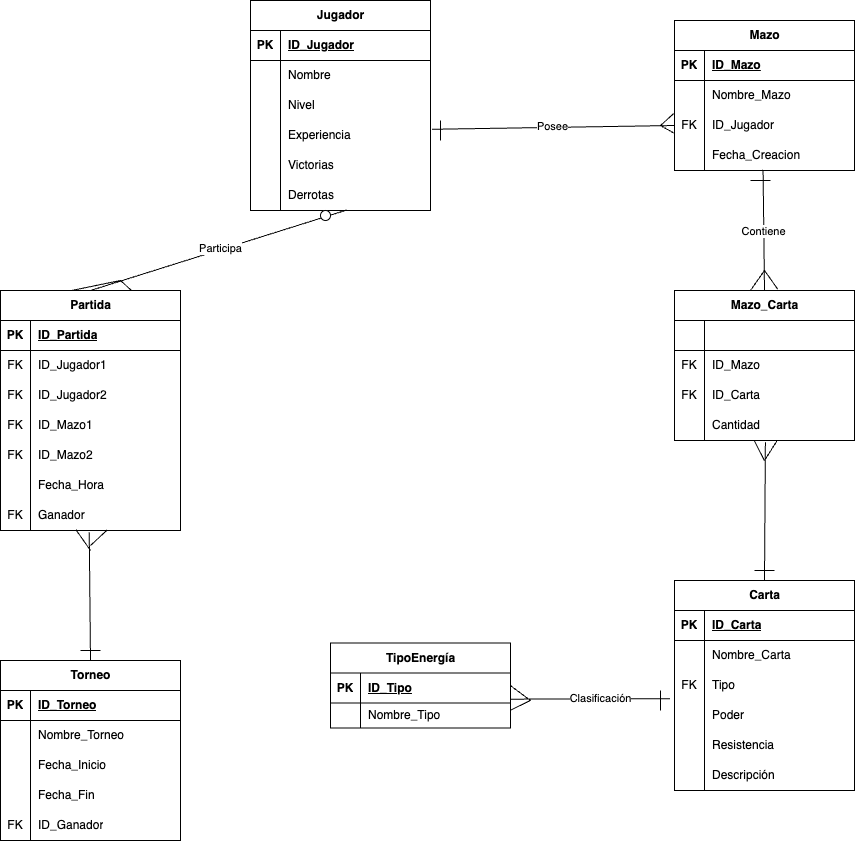 Jugador
PK ID_Jugador
Nombre
Nivel
Experiencia
Victorias
Derrotas
Mazo
PK ID_Mazo
Nombre_Mazo
FK ID_Jugador
Fecha_Creacion
Posee
Participa
Contiene
Partida
PK ID_Partida
FK ID_Jugador1
FK ID_Jugador2
FK ID_Mazo1
FK ID_Mazo2
Fecha_Hora
FK Ganador
Mazo_Carta
FK ID_Mazo
FK ID_Carta
Cantidad
Torneo
PK ID_Torneo
Nombre_Torneo
Fecha_Inicio
Fecha_Fin
FK ID_Ganador
TipoEnergía
PK ID_Tipo
Nombre_Tipo
Clasificación
Carta
PK ID_Carta
Nombre_Carta
FK Tipo
Poder
Resistencia
Descripción